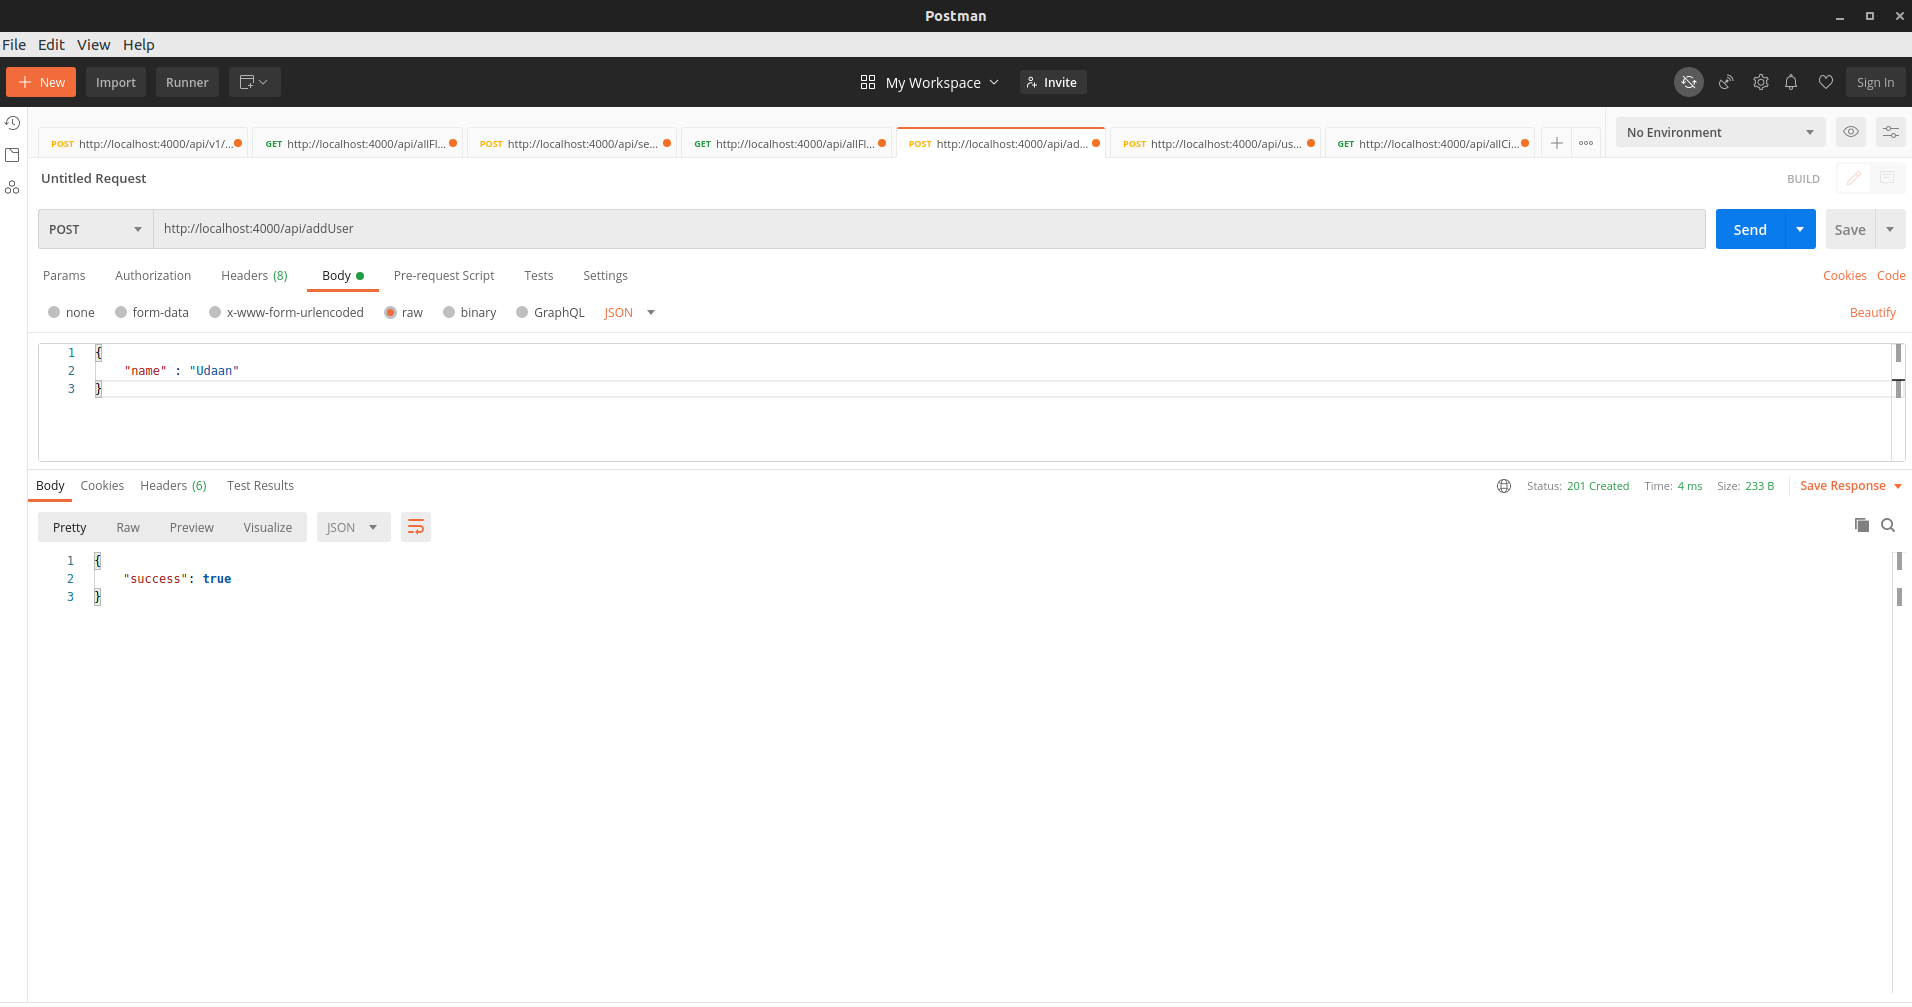 Postman
File Edit View Help
New Import Runner My Workspace Invite Sign In
POST http://localhost:4000/api/v1/... GET http://localhost:4000/api/allFl... POST http://localhost:4000/api/se... GET http://localhost:4000/api/allFl... POST http://localhost:4000/api/ad... POST http://localhost:4000/api/us... GET http://localhost:4000/api/allCi... No Environment
Untitled Request BUILD
POST http://localhost:4000/api/addUser Send Save
Params Authorization Headers (8) Body Pre-request Script Tests Settings Cookies Code
none form-data x-www-form-urlencoded raw binary GraphQL JSON Beautify
1 {
2 "name" : "Udaan"
3 }
Body Cookies Headers (6) Test Results Status: 201 Created Time: 4 ms Size: 233 B Save Response
Pretty Raw Preview Visualize JSON
1 {
2 "success": true
3 }